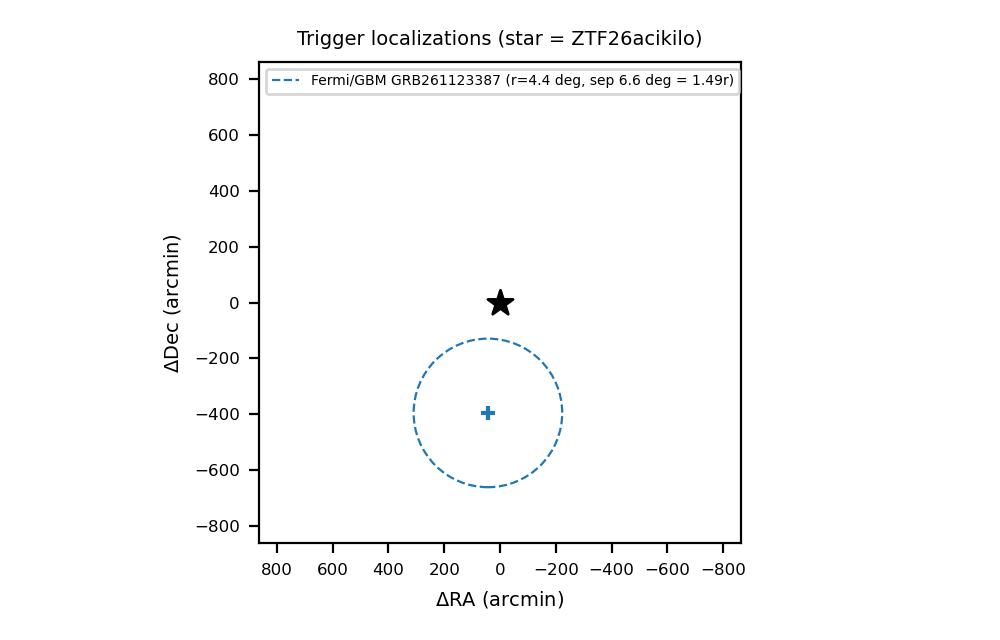 Trigger localizations (star = ZTF26acikilo)
Fermi/GBM GRB261123387 (r=4.4 deg, sep 6.6 deg = 1.49r)
800
600
400
200
0
−200
−400
−600
−800
ΔDec (arcmin)
800 600 400 200 0 −200 −400 −600 −800
ΔRA (arcmin)